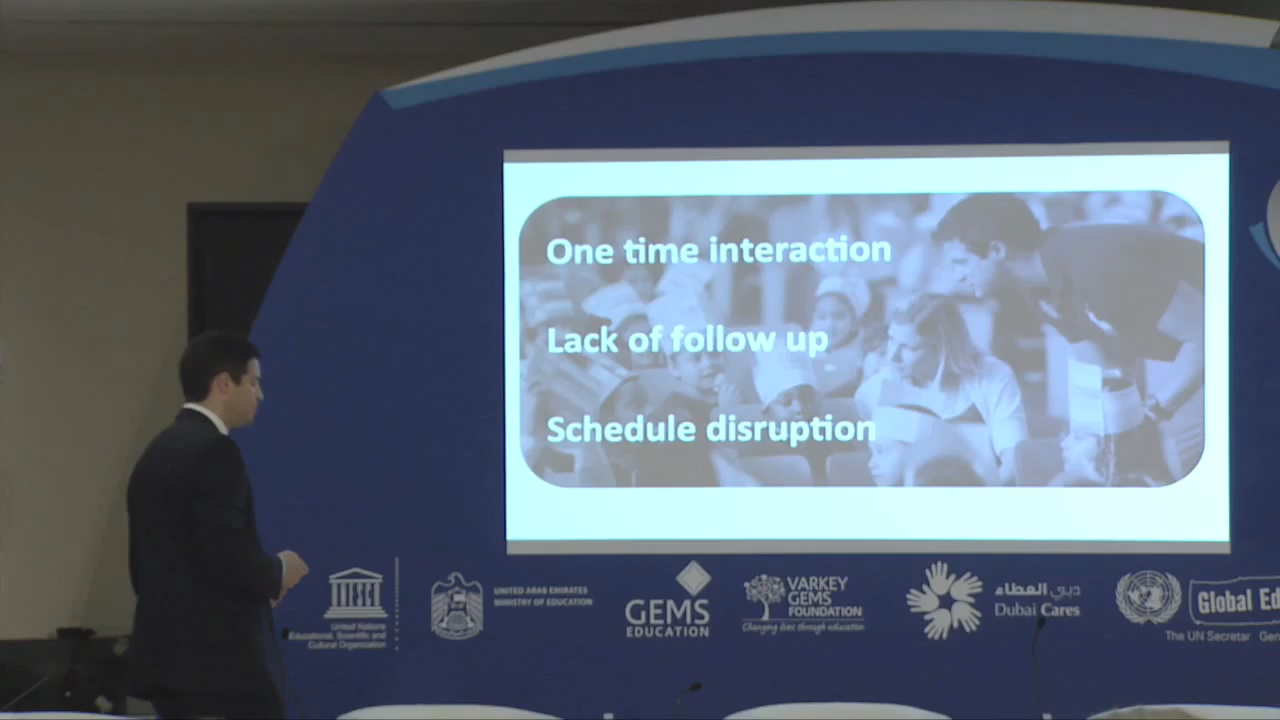 One time interaction
Lack of follow up
Schedule disruption
United Nations
Educational, Scientific and
Cultural Organization
UNITED ARAB EMIRATES
MINISTRY OF EDUCATION
GEMS
EDUCATION
VARKEY
GEMS
FOUNDATION
Changing lives through education
دبي العطاء
Dubai Cares
Global Ed
The UN Secretar Gen